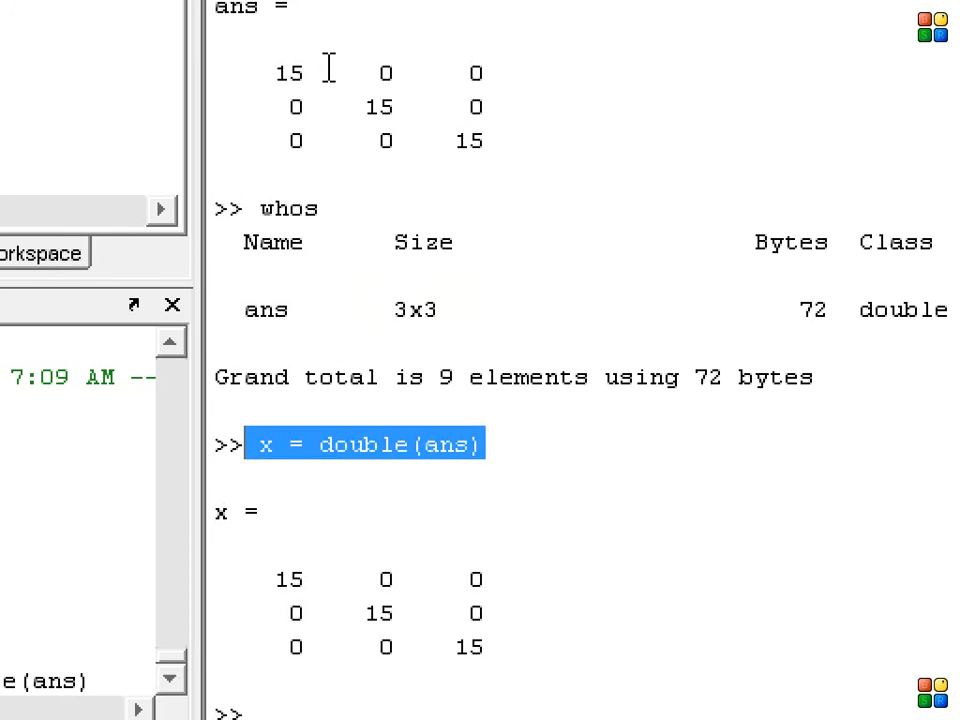 ans =
15 0 0
0 15 0
0 0 15
>> whos
Name Size Bytes Class
ans 3x3 72 double
Grand total is 9 elements using 72 bytes
>> x = double(ans)
x =
15 0 0
0 15 0
0 0 15
>>
orkspace
7:09 AM --
e(ans)